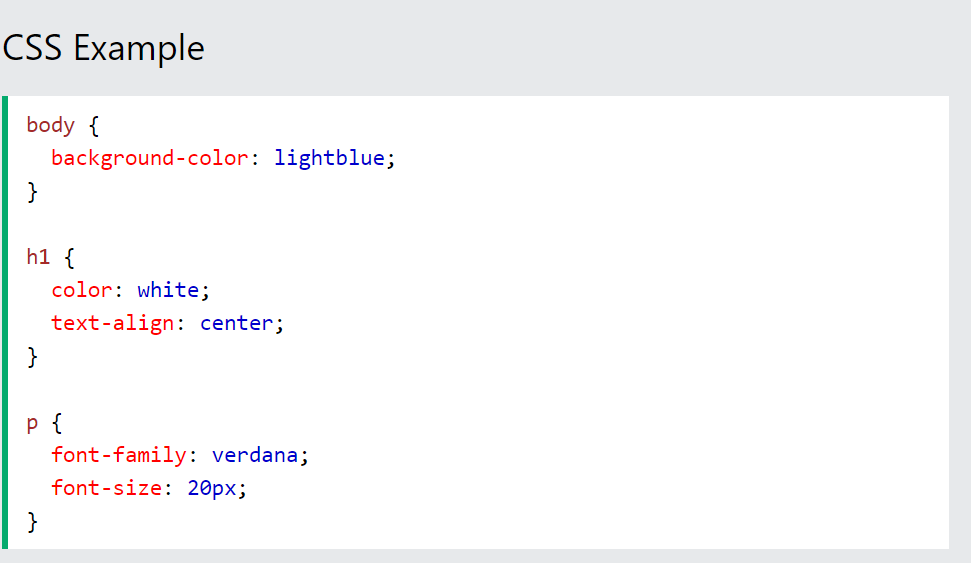 CSS Example
body {
  background-color: lightblue;
}
h1 {
  color: white;
  text-align: center;
}
p {
  font-family: verdana;
  font-size: 20px;
}